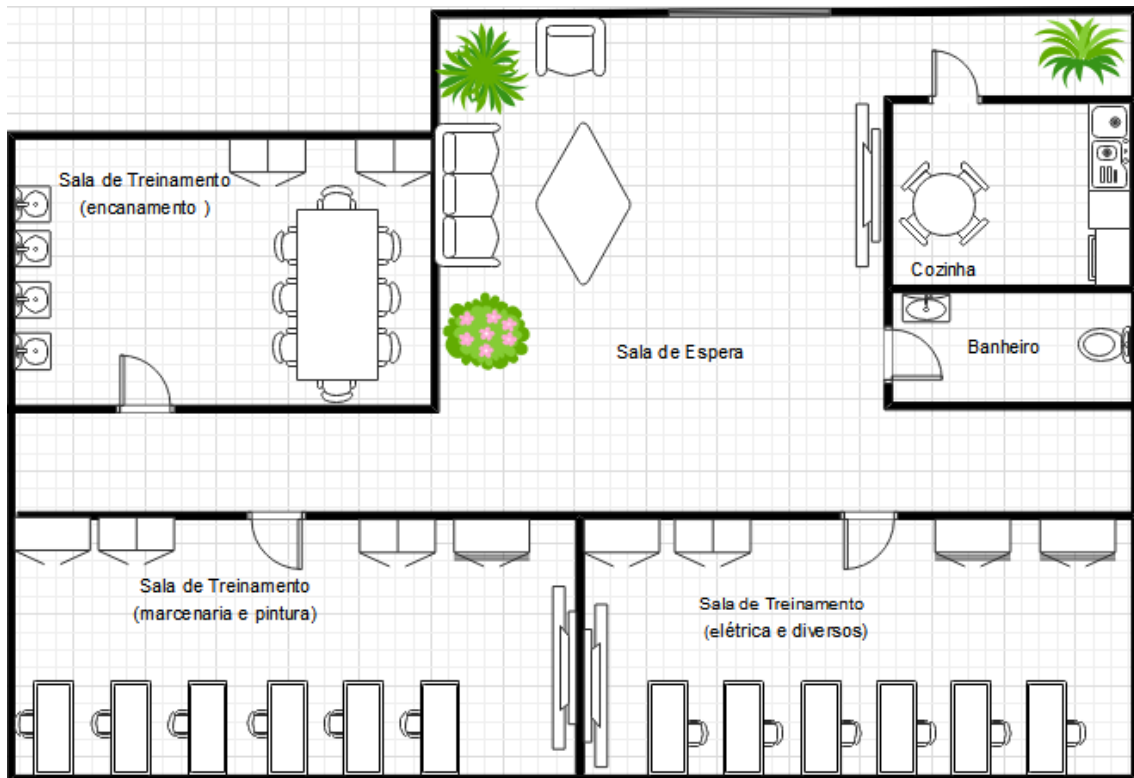 Sala de Treinamento
(encanamento )
Cozinha
Sala de Espera
Banheiro
Sala de Treinamento
(marcenaria e pintura)
Sala de Treinamento
(elétrica e diversos)